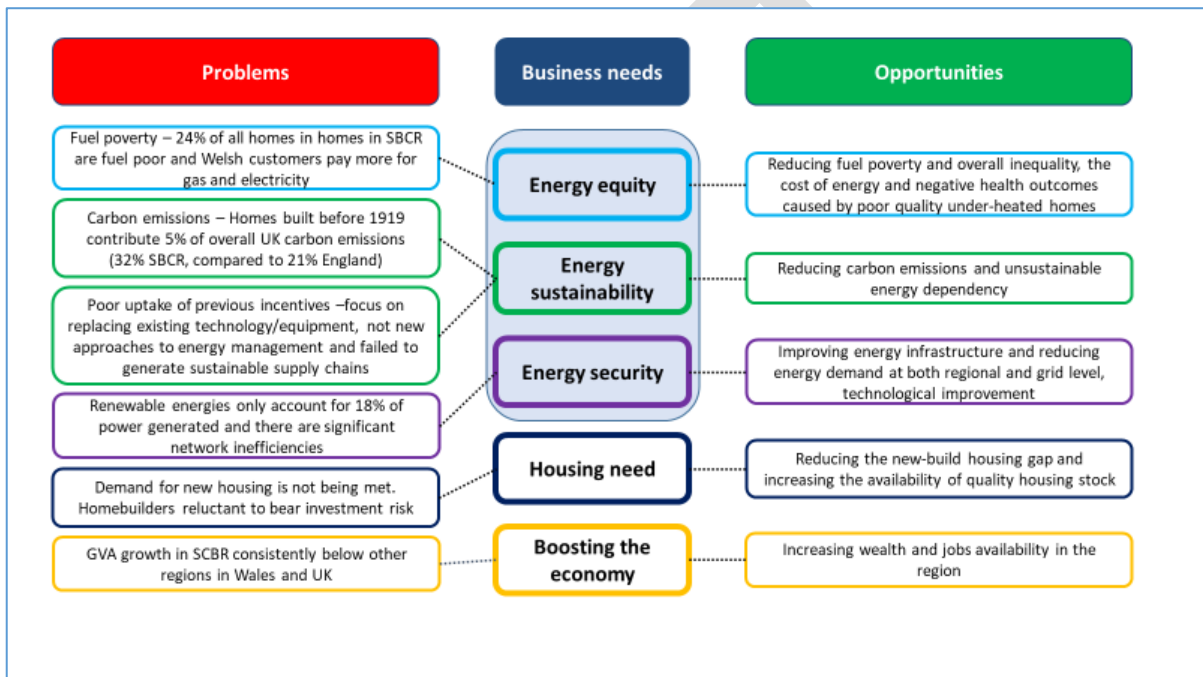 Problems
Business needs
Opportunities
Fuel poverty – 24% of all homes in homes in SBCR
are fuel poor and Welsh customers pay more for
gas and electricity
Energy equity
Reducing fuel poverty and overall inequality, the
cost of energy and negative health outcomes
caused by poor quality under-heated homes
Carbon emissions – Homes built before 1919
contribute 5% of overall UK carbon emissions
(32% SBCR, compared to 21% England)
Poor uptake of previous incentives –focus on
replacing existing technology/equipment, not new
approaches to energy management and failed to
generate sustainable supply chains
Energy
sustainability
Reducing carbon emissions and unsustainable
energy dependency
Renewable energies only account for 18% of
power generated and there are significant
network inefficiencies
Energy security
Improving energy infrastructure and reducing
energy demand at both regional and grid level,
technological improvement
Demand for new housing is not being met.
Homebuilders reluctant to bear investment risk
Housing need
Reducing the new-build housing gap and
increasing the availability of quality housing stock
GVA growth in SCBR consistently below other
regions in Wales and UK
Boosting the
economy
Increasing wealth and jobs availability in the
region